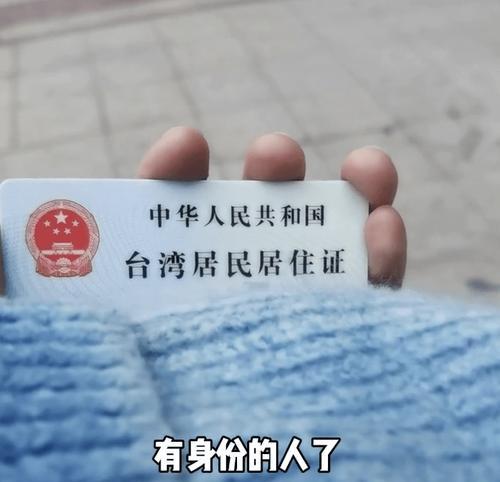 中华人民共和国
台湾居民居住证
有身份的人了